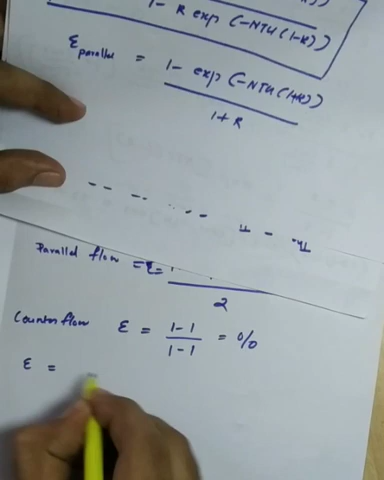 1 - R exp (-NTU (1-R))
ε parallel = 1 - exp (-NTU (1+R))
1 + R
Parallel flow = ε =
2
Counter flow ε = 1-1 = 0/0
1-1
ε =